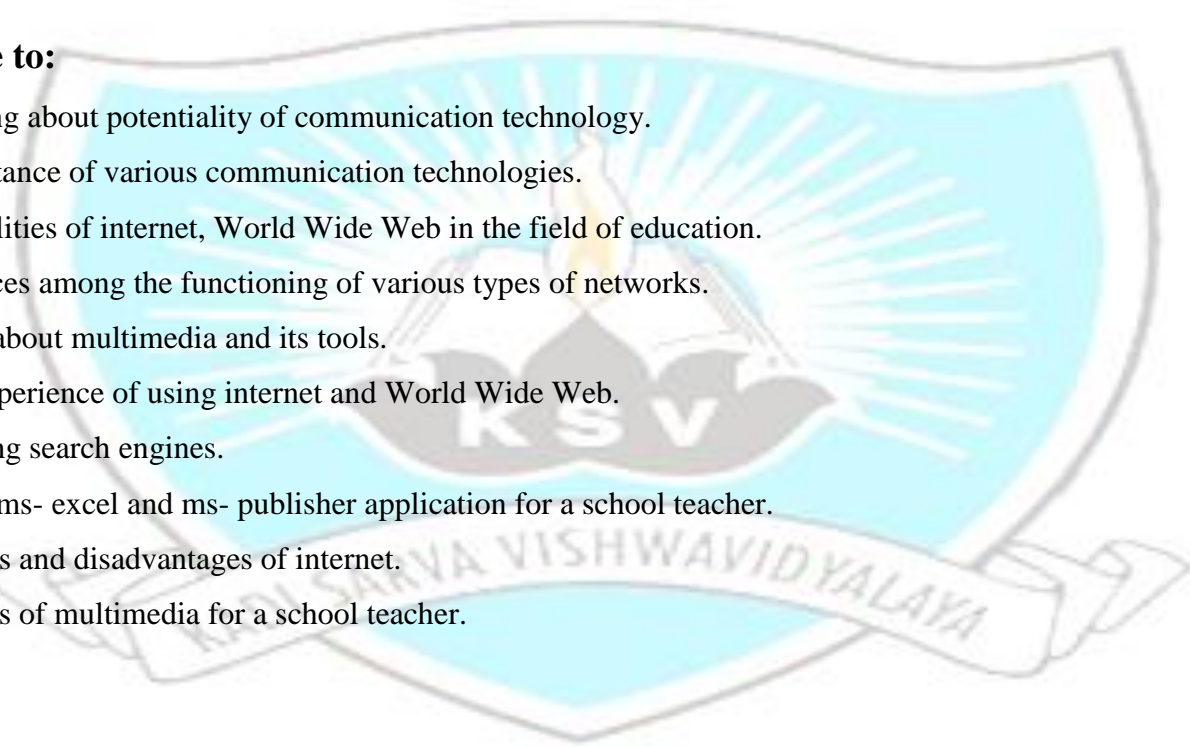 e to:
ng about potentiality of communication technology.
tance of various communication technologies.
lities of internet, World Wide Web in the field of education.
ces among the functioning of various types of networks.
about multimedia and its tools.
perience of using internet and World Wide Web.
ng search engines.
ms- excel and ms- publisher application for a school teacher.
s and disadvantages of internet.
s of multimedia for a school teacher.
KSV
KADI SARVA VISHWAVIDYALAYA